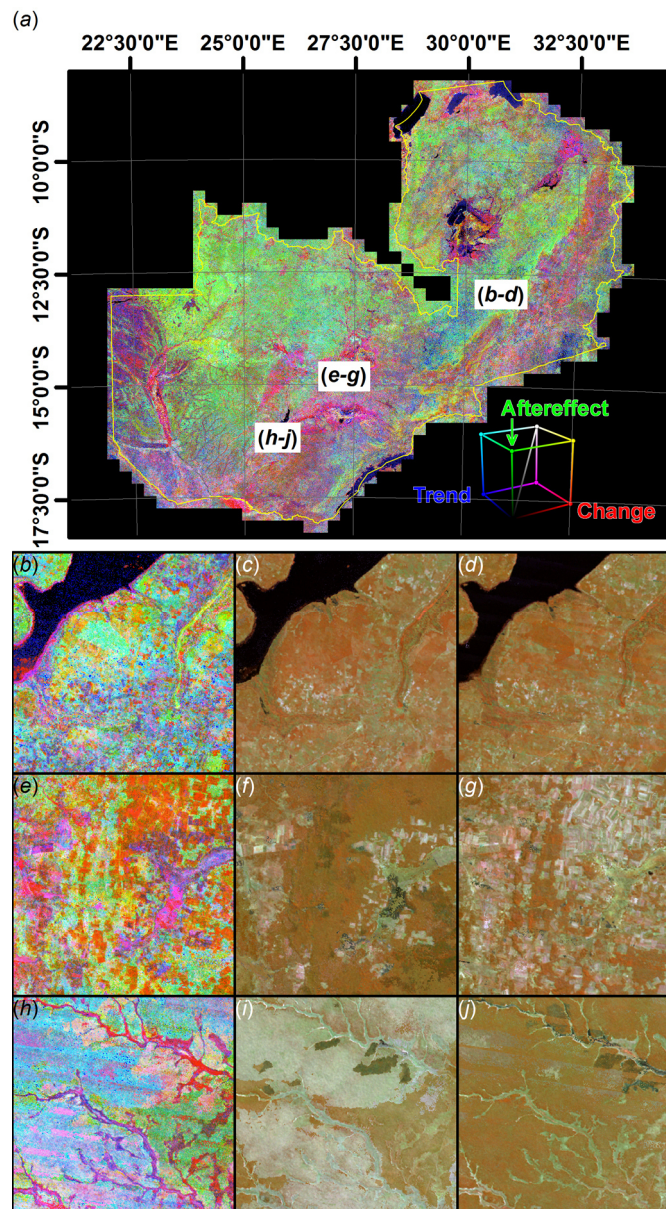 (a)
22°30'0"E 25°0'0"E 27°30'0"E 30°0'0"E 32°30'0"E
10°0'0"S
12°30'0"S
15°0'0"S
17°30'0"S
(b-d)
(e-g)
(h-j)
Aftereffect
Trend
Change
(b) (c) (d)
(e) (f) (g)
(h) (i) (j)